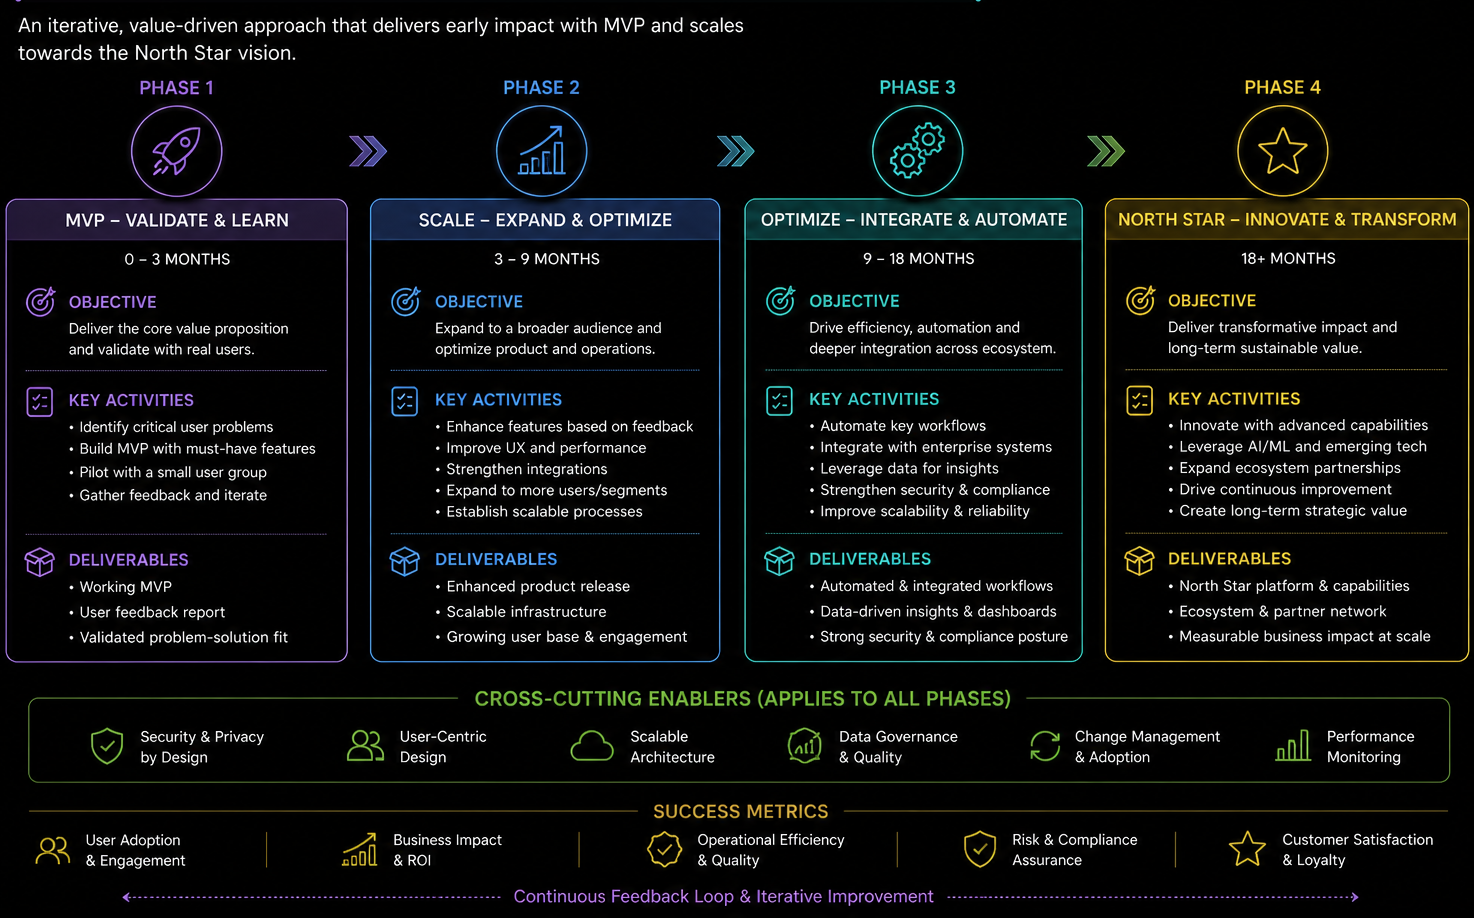 An iterative, value-driven approach that delivers early impact with MVP and scales
towards the North Star vision.
PHASE 1
MVP – VALIDATE & LEARN
0 – 3 MONTHS
OBJECTIVE
Deliver the core value proposition
and validate with real users.
KEY ACTIVITIES
• Identify critical user problems
• Build MVP with must-have features
• Pilot with a small user group
• Gather feedback and iterate
DELIVERABLES
• Working MVP
• User feedback report
• Validated problem-solution fit
PHASE 2
SCALE – EXPAND & OPTIMIZE
3 – 9 MONTHS
OBJECTIVE
Expand to a broader audience and
optimize product and operations.
KEY ACTIVITIES
• Enhance features based on feedback
• Improve UX and performance
• Strengthen integrations
• Expand to more users/segments
• Establish scalable processes
DELIVERABLES
• Enhanced product release
• Scalable infrastructure
• Growing user base & engagement
PHASE 3
OPTIMIZE – INTEGRATE & AUTOMATE
9 – 18 MONTHS
OBJECTIVE
Drive efficiency, automation and
deeper integration across ecosystem.
KEY ACTIVITIES
• Automate key workflows
• Integrate with enterprise systems
• Leverage data for insights
• Strengthen security & compliance
• Improve scalability & reliability
DELIVERABLES
• Automated & integrated workflows
• Data-driven insights & dashboards
• Strong security & compliance posture
PHASE 4
NORTH STAR – INNOVATE & TRANSFORM
18+ MONTHS
OBJECTIVE
Deliver transformative impact and
long-term sustainable value.
KEY ACTIVITIES
• Innovate with advanced capabilities
• Leverage AI/ML and emerging tech
• Expand ecosystem partnerships
• Drive continuous improvement
• Create long-term strategic value
DELIVERABLES
• North Star platform & capabilities
• Ecosystem & partner network
• Measurable business impact at scale
CROSS-CUTTING ENABLERS (APPLIES TO ALL PHASES)
Security & Privacy
by Design
User-Centric
Design
Scalable
Architecture
Data Governance
& Quality
Change Management
& Adoption
Performance
Monitoring
SUCCESS METRICS
User Adoption
& Engagement
Business Impact
& ROI
Operational Efficiency
& Quality
Risk & Compliance
Assurance
Customer Satisfaction
& Loyalty
Continuous Feedback Loop & Iterative Improvement